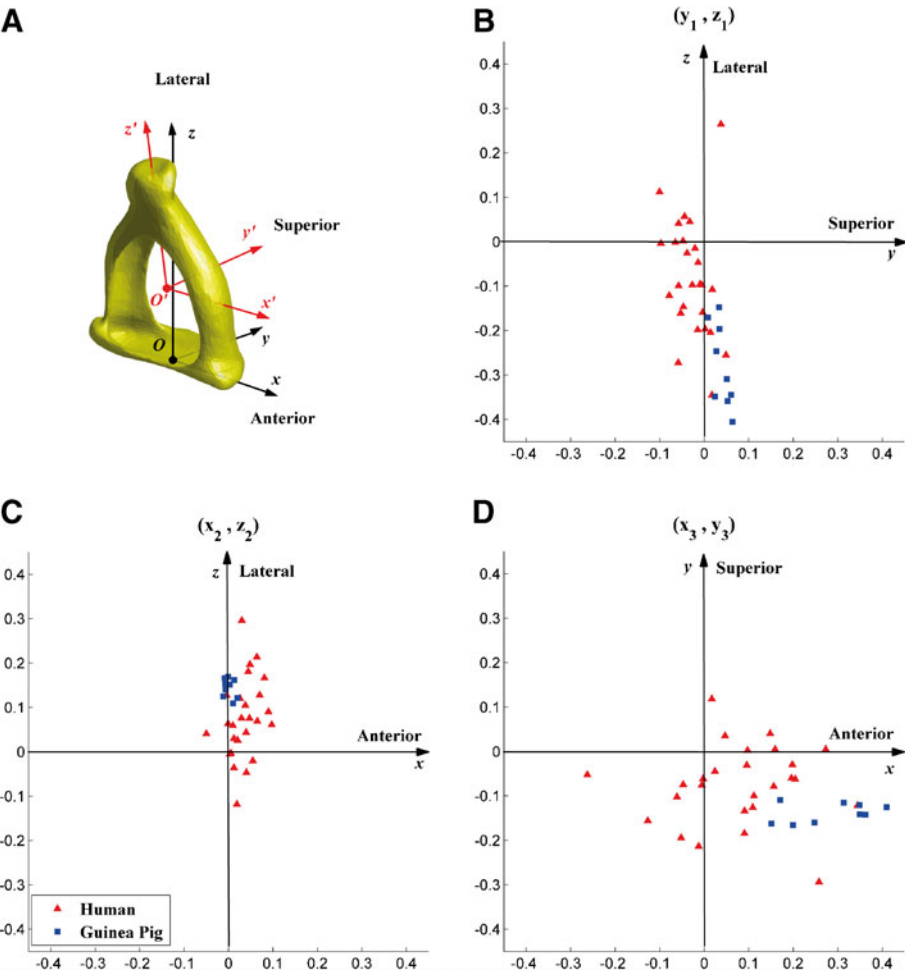 A
Lateral
z'
z
Superior
y'
O'
x'
y
O
x
Anterior
B
(y1 , z1)
z
Lateral
Superior
y
0.4
0.3
0.2
0.1
0
-0.1
-0.2
-0.3
-0.4
-0.4 -0.3 -0.2 -0.1 0 0.1 0.2 0.3 0.4
C
(x2 , z2)
z
Lateral
Anterior
x
0.4
0.3
0.2
0.1
0
-0.1
-0.2
-0.3
-0.4
Human
Guinea Pig
-0.4 -0.3 -0.2 -0.1 0 0.1 0.2 0.3 0.4
D
(x3 , y3)
y
Superior
Anterior
x
0.4
0.3
0.2
0.1
0
-0.1
-0.2
-0.3
-0.4
-0.4 -0.3 -0.2 -0.1 0 0.1 0.2 0.3 0.4